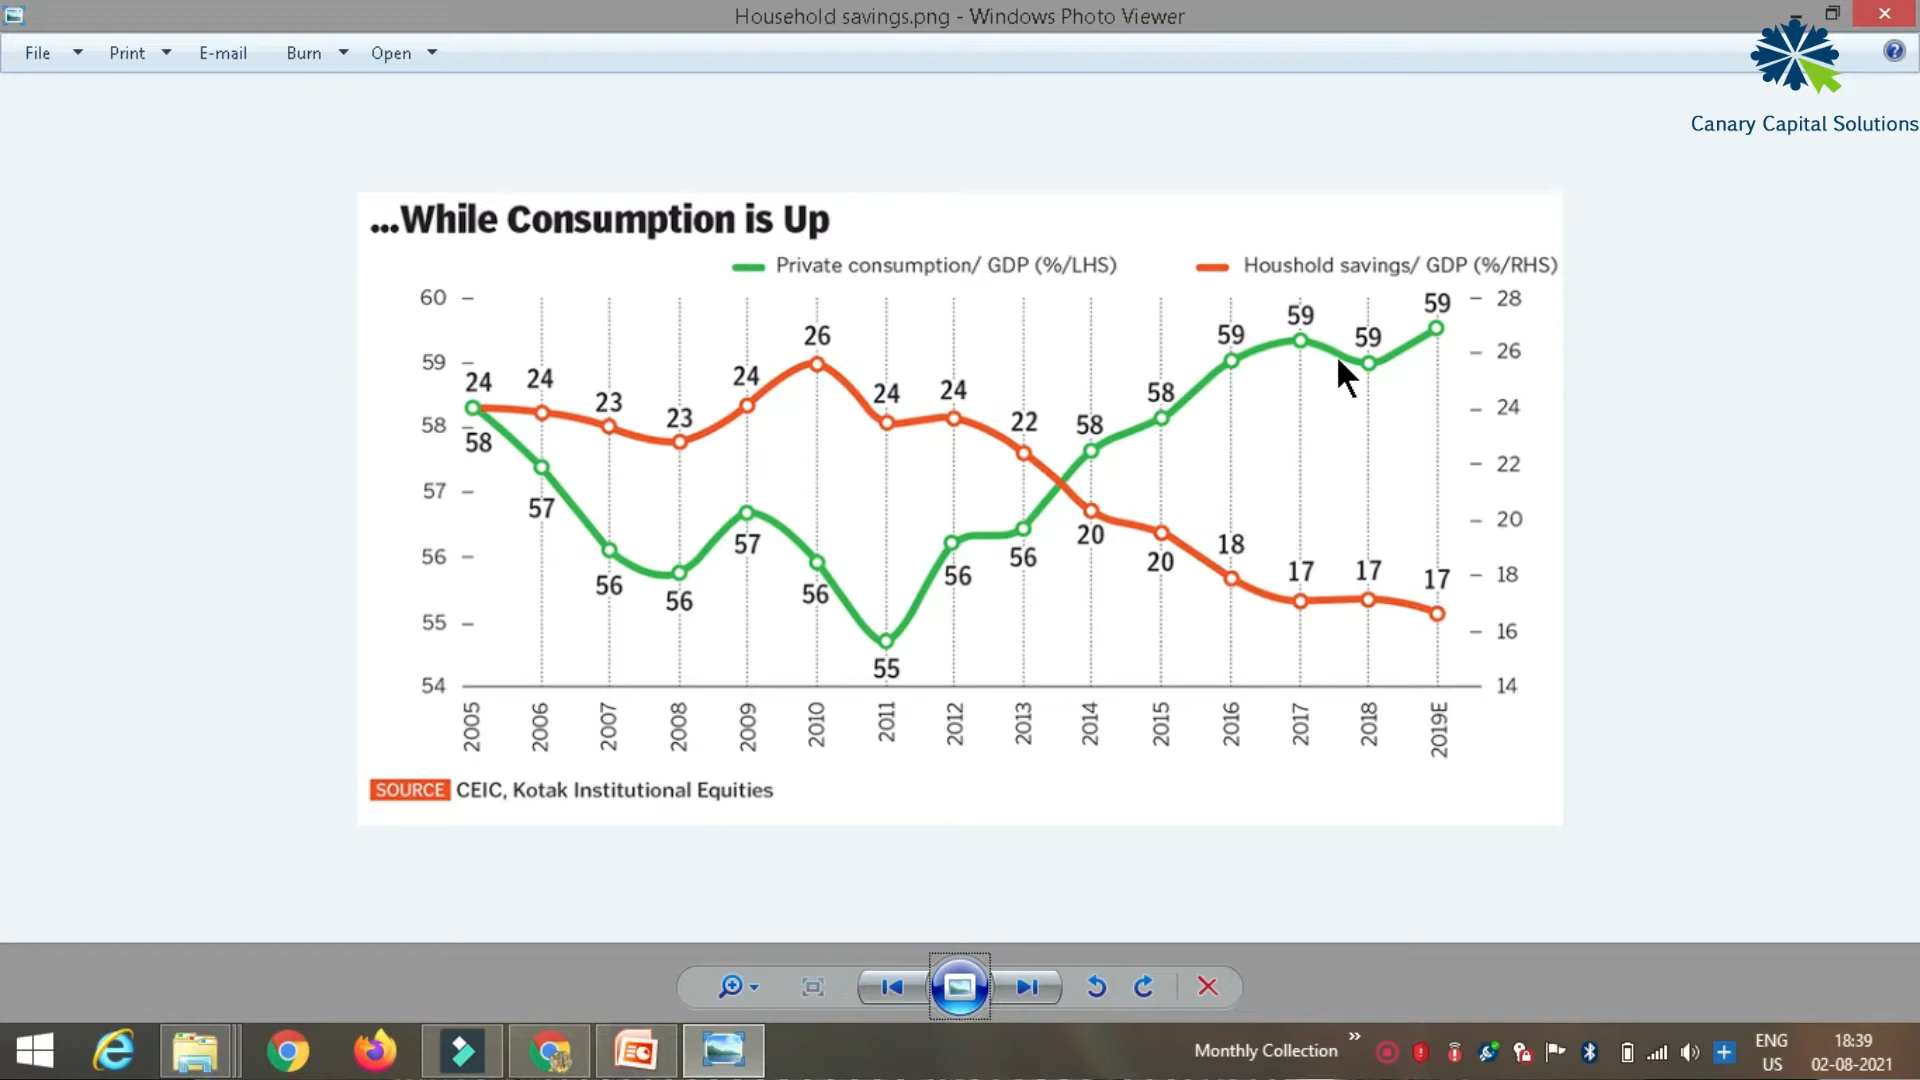 Household savings.png - Windows Photo Viewer
File Print E-mail Burn Open
Canary Capital Solutions
...While Consumption is Up
Private consumption/ GDP (%/LHS) Houshold savings/ GDP (%/RHS)
60 59 58 57 56 55 54
28 26 24 22 20 18 16 14
24 24 23 23 24 26 24 24 22 20 20 18 17 17 17
58 57 56 56 57 56 55 56 56 58 58 59 59 59 59
2005 2006 2007 2008 2009 2010 2011 2012 2013 2014 2015 2016 2017 2018 2019E
SOURCE CEIC, Kotak Institutional Equities
Monthly Collection
ENG 18:39
US 02-08-2021